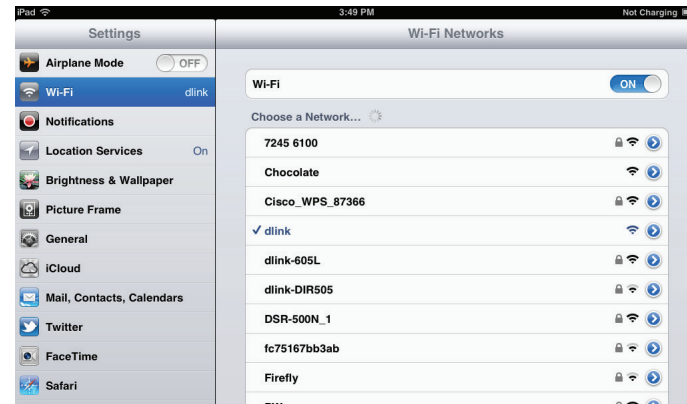 iPad 3:49 PM Not Charging
Settings
Wi-Fi Networks
Airplane Mode OFF
Wi-Fi dlink
Notifications
Location Services On
Brightness & Wallpaper
Picture Frame
General
iCloud
Mail, Contacts, Calendars
Twitter
FaceTime
Safari
Wi-Fi ON
Choose a Network...
7245 6100
Chocolate
Cisco_WPS_87366
dlink
dlink-605L
dlink-DIR505
DSR-500N_1
fc75167bb3ab
Firefly